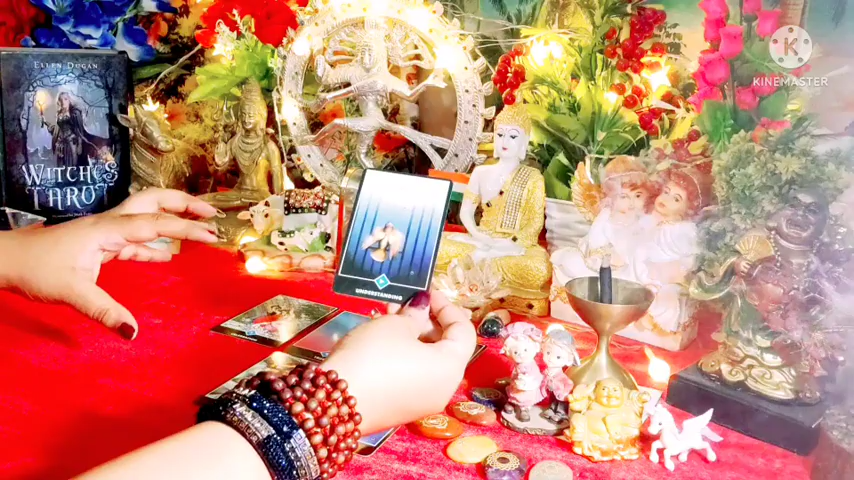 ELLEN DUGAN
WITCHES
TAROT
UNDERSTANDING
K
KINEMASTER